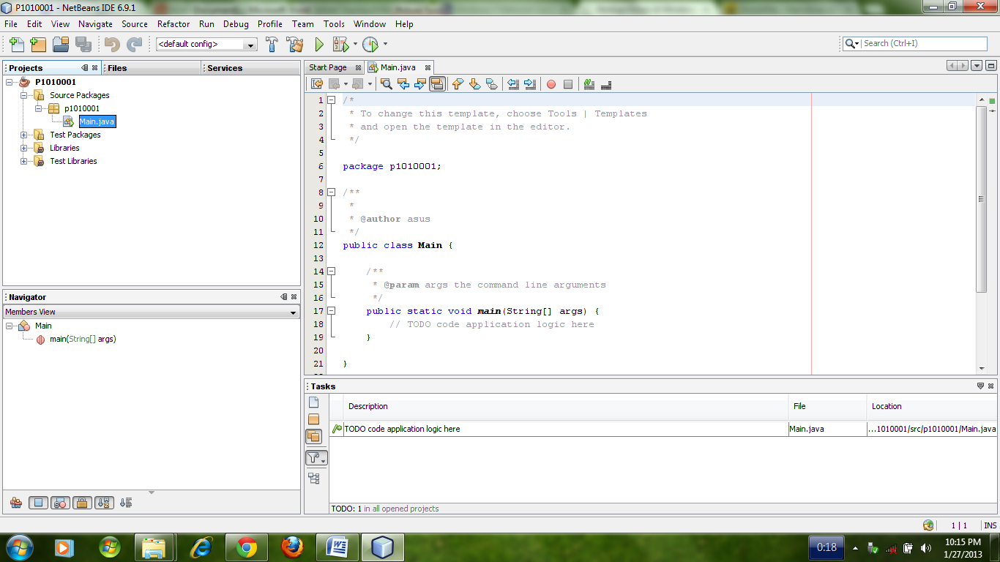 P1010001 - NetBeans IDE 6.9.1
File Edit View Navigate Source Refactor Run Debug Profile Team Tools Window Help
<default config>
Search (Ctrl+I)
Projects Files Services
P1010001
Source Packages
p1010001
Main.java
Test Packages
Libraries
Test Libraries
Navigator
Members View
Main
main(String[] args)
Start Page Main.java
1 /*
2 * To change this template, choose Tools | Templates
3 * and open the template in the editor.
4 */
5
6 package p1010001;
7
8 /**
9 *
10 * @author asus
11 */
12 public class Main {
13
14 /**
15 * @param args the command line arguments
16 */
17 public static void main(String[] args) {
18 // TODO code application logic here
19 }
20
21 }
Tasks
Description File Location
TODO code application logic here Main.java ...1010001/src/p1010001/Main.java
TODO: 1 in all opened projects
1 | 1 INS
0:18
10:15 PM
1/27/2013